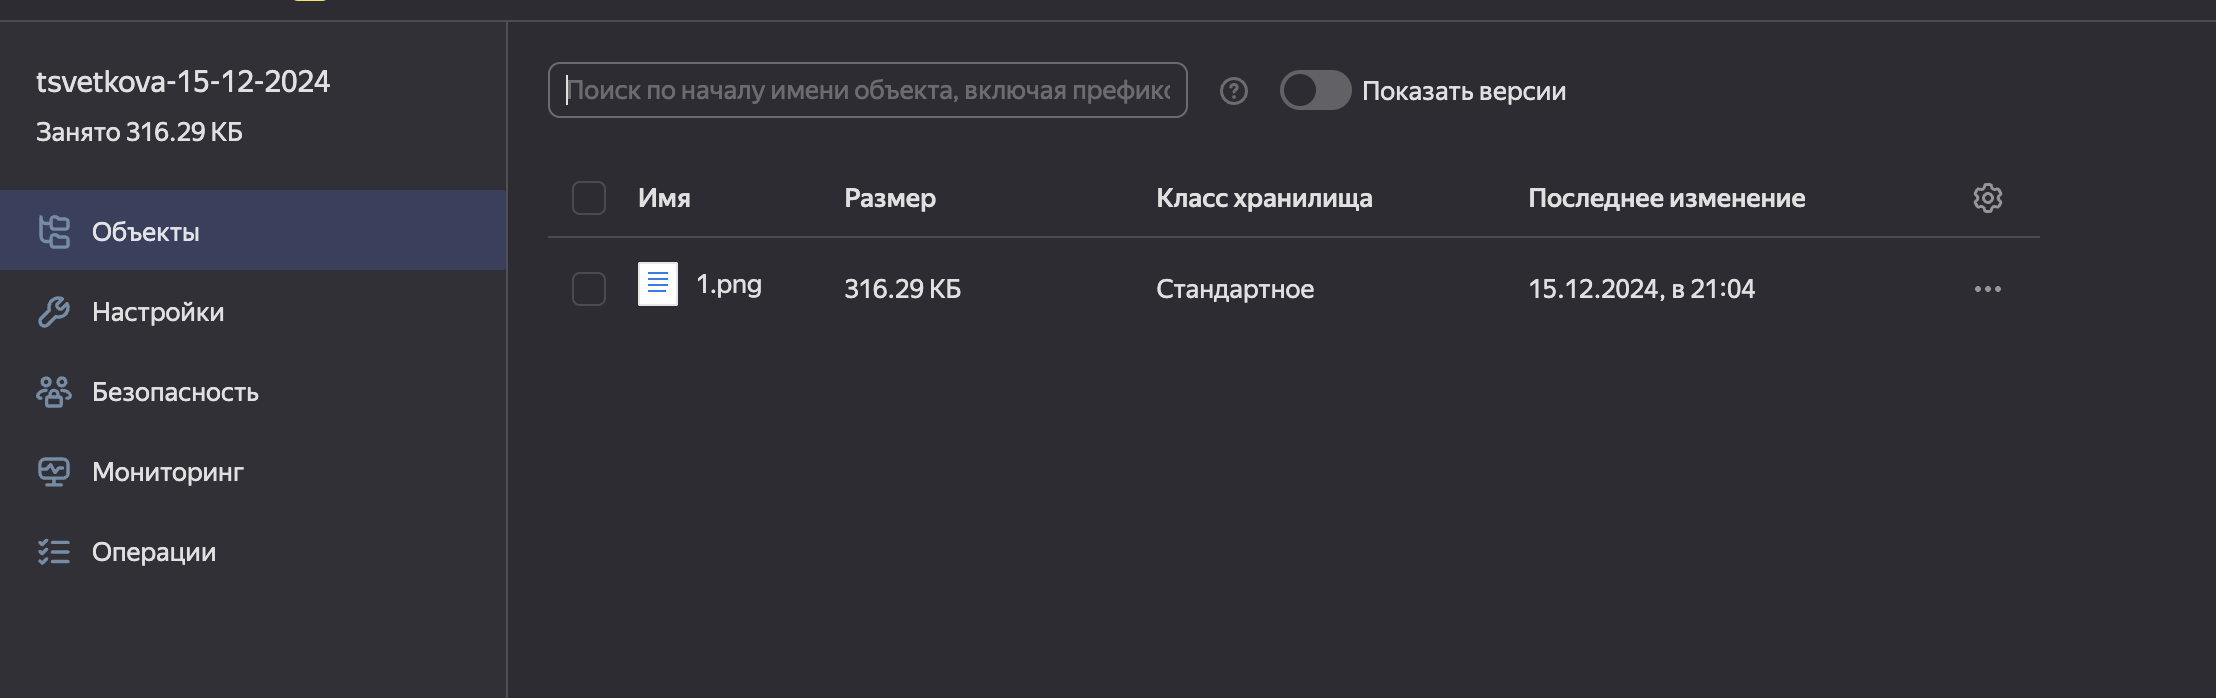 tsvetkova-15-12-2024
Занято 316.29 КБ
Объекты
Настройки
Безопасность
Мониторинг
Операции
Поиск по началу имени объекта, включая префикс
Показать версии
Имя Размер Класс хранилища Последнее изменение
1.png 316.29 КБ Стандартное 15.12.2024, в 21:04